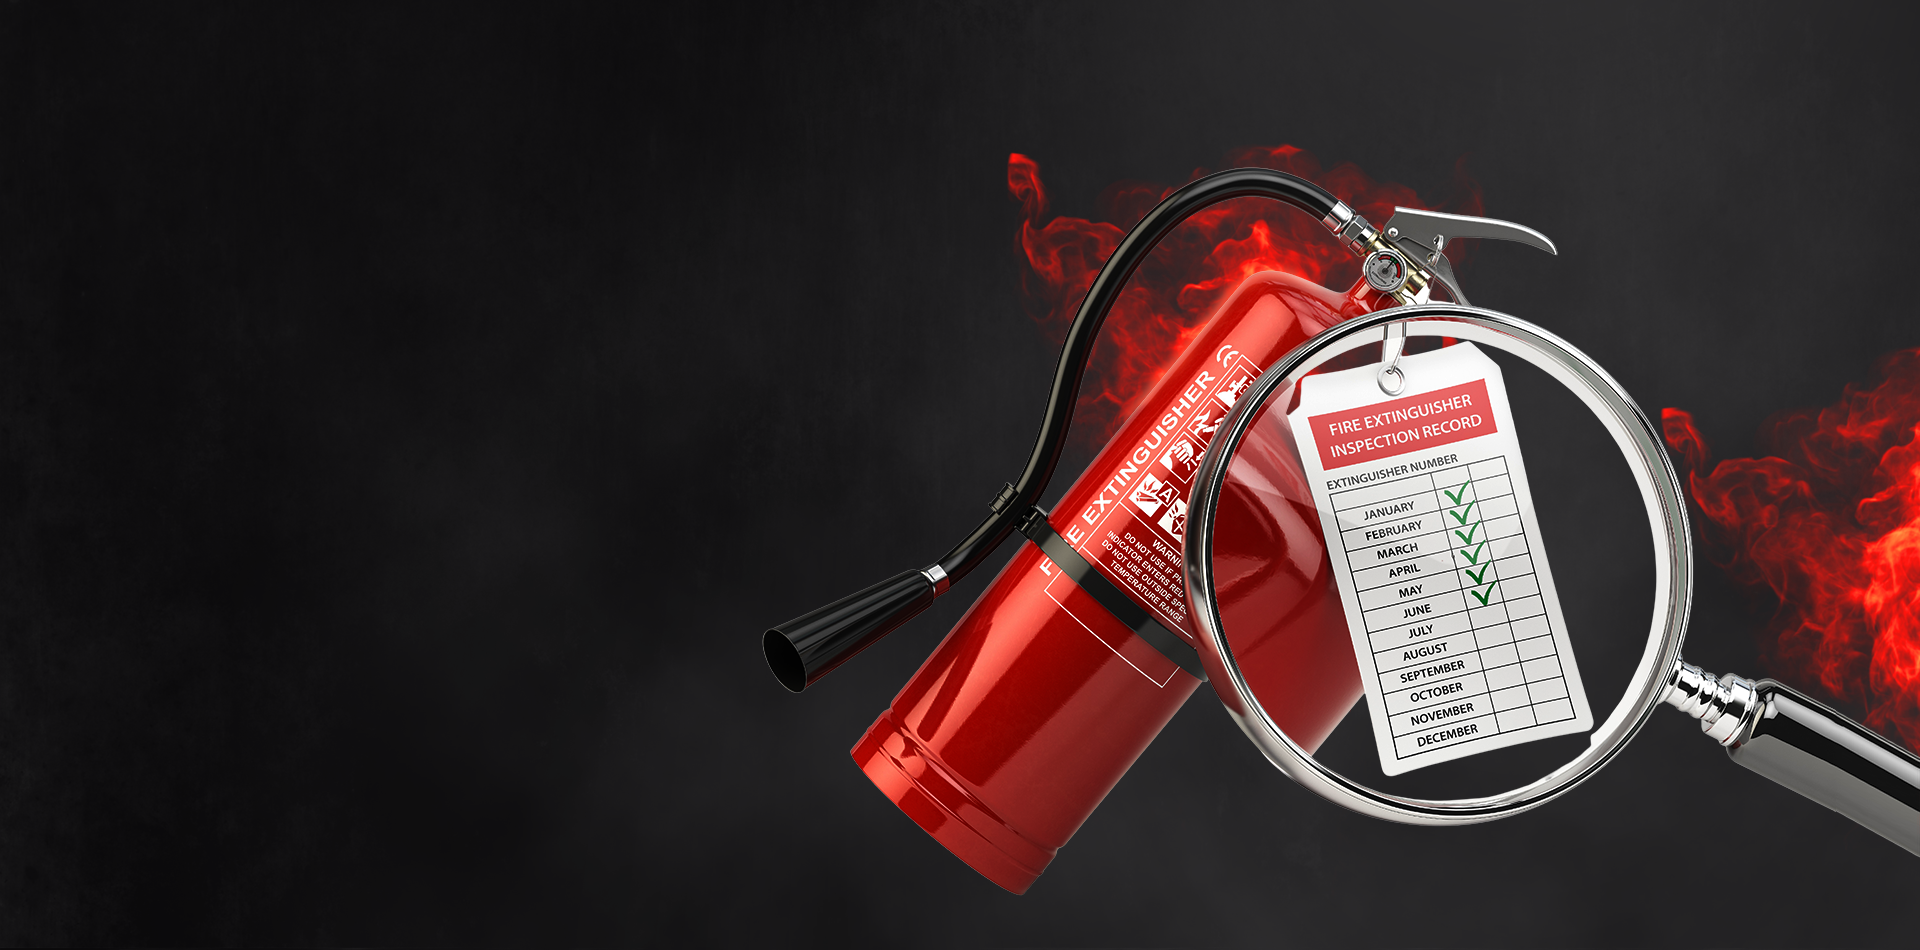 EXTINGUISHER
A
DO NOT USE IF
INDICATOR ENTERS RED
DO NOT USE OUTSIDE
TEMPERATURE RANGE
FIRE EXTINGUISHER
INSPECTION RECORD
EXTINGUISHER NUMBER
JANUARY
FEBRUARY
MARCH
APRIL
MAY
JUNE
JULY
AUGUST
SEPTEMBER
OCTOBER
NOVEMBER
DECEMBER